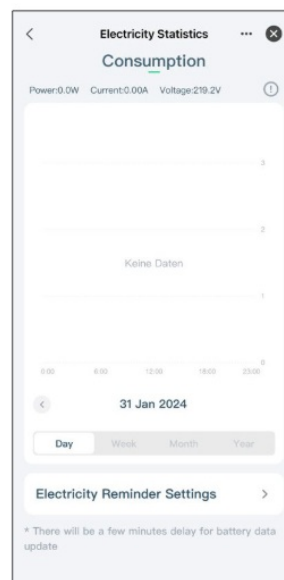 Electricity Statistics
Consumption
Power:0.0W Current:0.00A Voltage:219.2V
3
2
Keine Daten
1
0
0:00 6:00 12:00 18:00 23:00
31 Jan 2024
Day Week Month Year
Electricity Reminder Settings
* There will be a few minutes delay for battery data
update